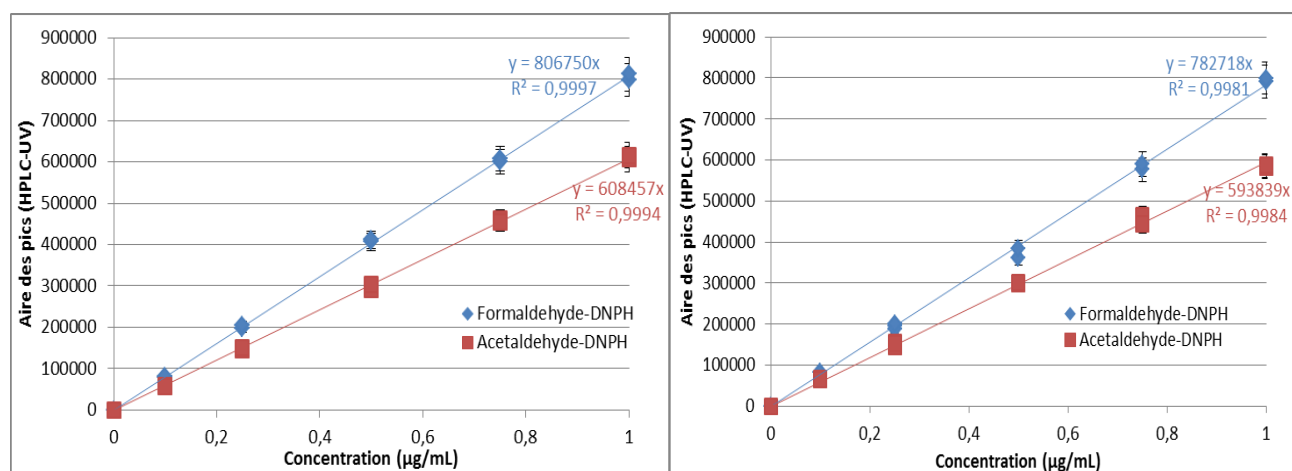 900000
800000
700000
600000
500000
400000
300000
200000
100000
0
Aire des pics (HPLC-UV)
y = 806750x
R² = 0,9997
y = 608457x
R² = 0,9994
Formaldehyde-DNPH
Acetaldehyde-DNPH
0 0,2 0,4 0,6 0,8 1
Concentration (µg/mL)
900000
800000
700000
600000
500000
400000
300000
200000
100000
0
Aire des pics (HPLC-UV)
y = 782718x
R² = 0,9981
y = 593839x
R² = 0,9984
Formaldehyde-DNPH
Acetaldehyde-DNPH
0 0,2 0,4 0,6 0,8 1
Concentration (µg/mL)